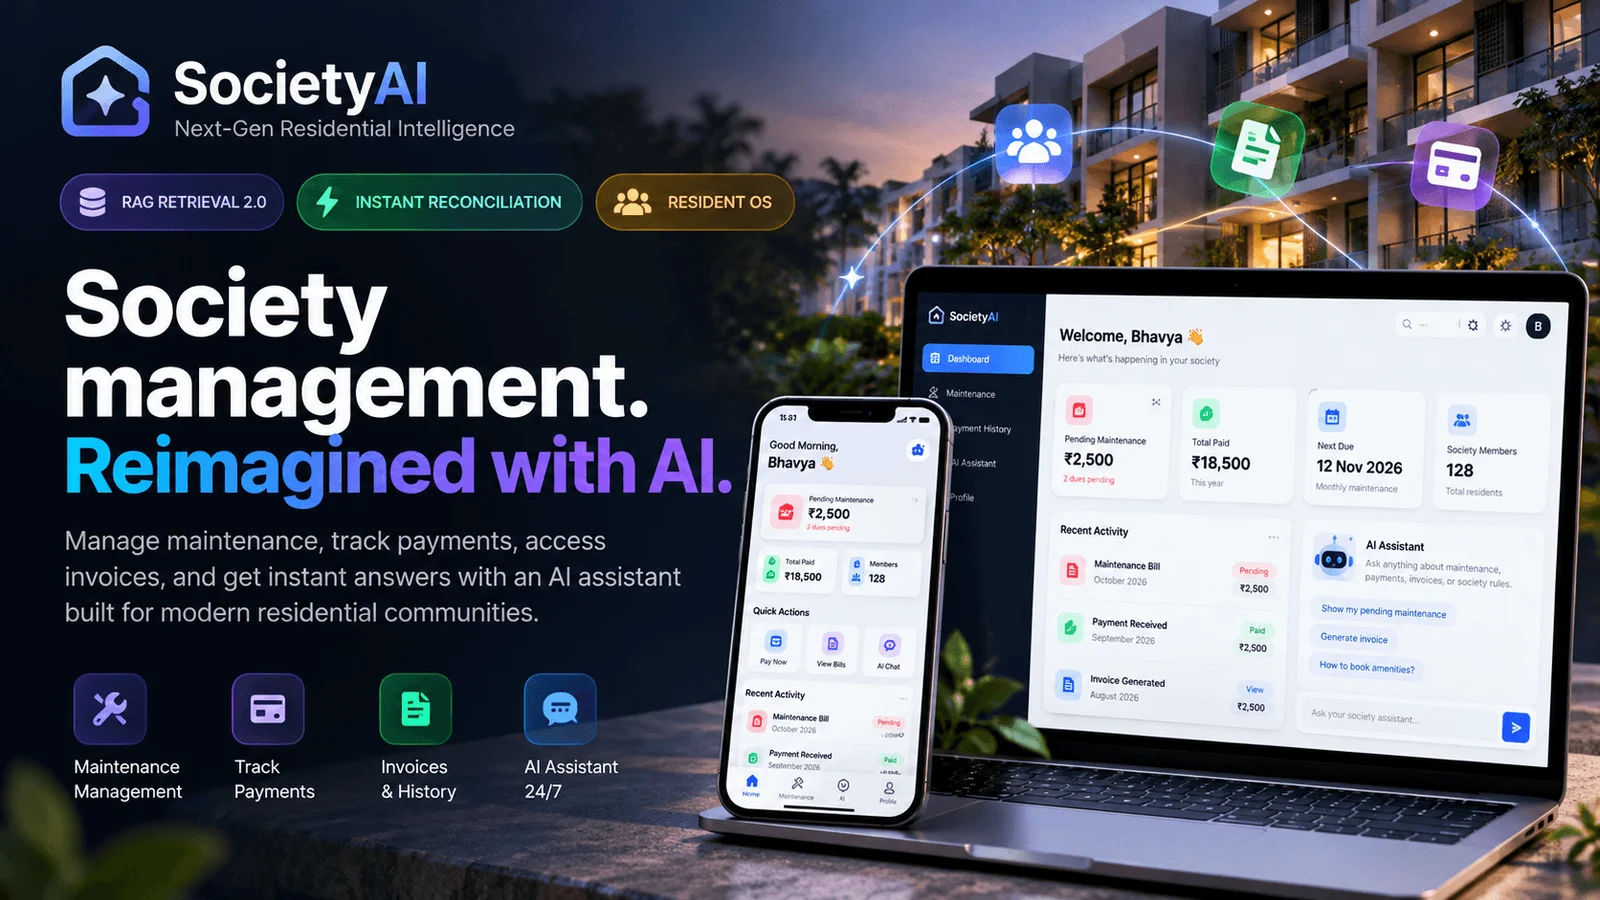 SocietyAI
Next-Gen Residential Intelligence
RAG RETRIEVAL 2.0
INSTANT RECONCILIATION
RESIDENT OS
Society
management.
Reimagined with AI.
Manage maintenance, track payments, access
invoices, and get instant answers with an AI assistant
built for modern residential communities.
Maintenance
Management
Track
Payments
Invoices
& History
AI Assistant
24/7
Good Morning,
Bhavya 👋
Pending Maintenance
₹2,500
2 dues pending
Total Paid
₹18,500
Members
128
Quick Actions
Pay Now
View Bills
AI Chat
Recent Activity
Maintenance Bill
October 2026
Pending
Payment Received
September 2026
Paid
Home
Maintenance
AI
Profile
SocietyAI
Dashboard
Maintenance
ayment History
AI Assistant
Profile
Welcome, Bhavya 👋
Here's what's happening in your society
B
Pending Maintenance
₹2,500
2 dues pending
Total Paid
₹18,500
This year
Next Due
12 Nov 2026
Monthly maintenance
Society Members
128
Total residents
Recent Activity
Maintenance Bill
October 2026
Pending
₹2,500
Payment Received
September 2026
Paid
₹2,500
Invoice Generated
August 2026
View
₹2,500
AI Assistant
Ask anything about maintenance,
payments, invoices, or society rules.
Show my pending maintenance
Generate invoice
How to book amenities?
Ask your society assistant...